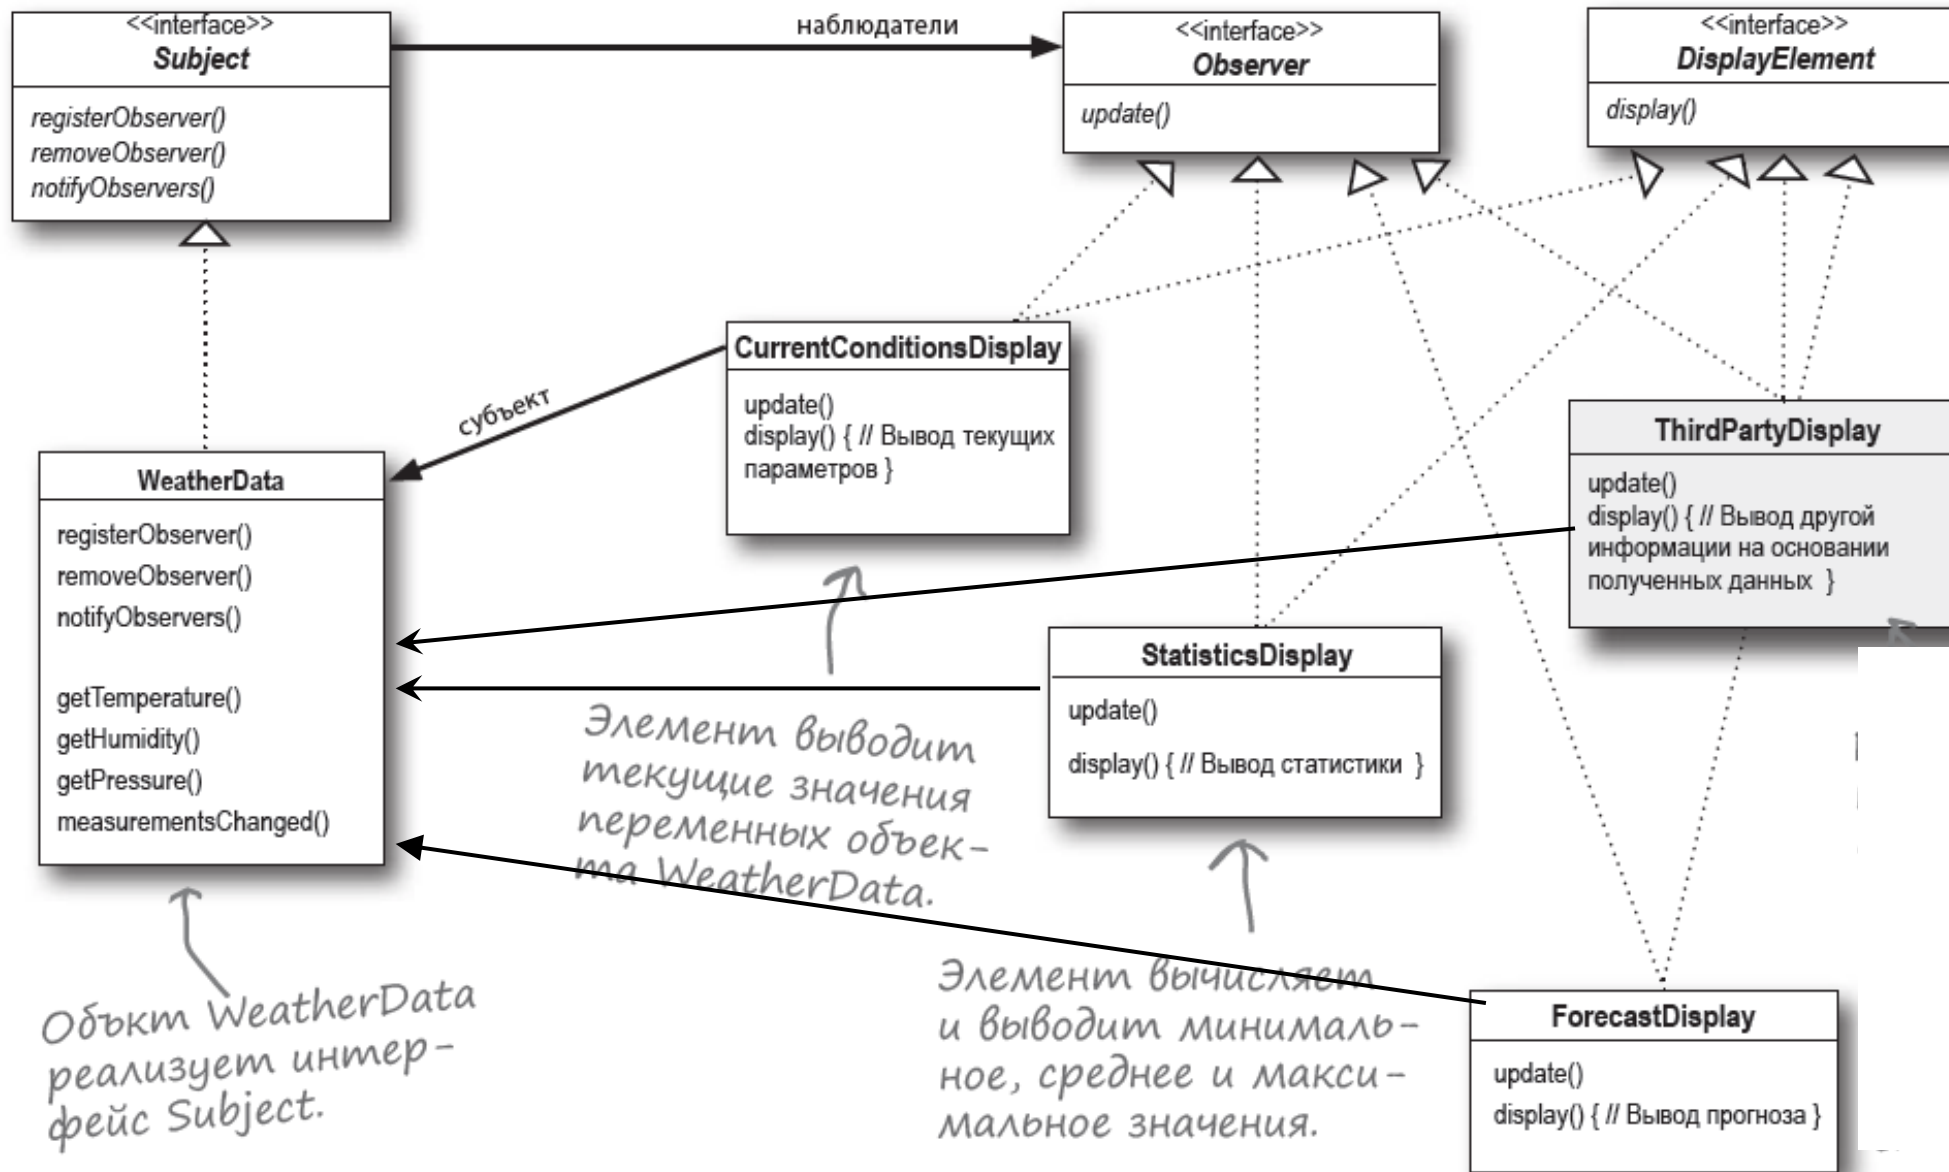 <<interface>>
Subject
registerObserver()
removeObserver()
notifyObservers()
наблюдатели
<<interface>>
Observer
update()
<<interface>>
DisplayElement
display()
CurrentConditionsDisplay
update()
display() { // Вывод текущих
параметров }
субъект
WeatherData
registerObserver()
removeObserver()
notifyObservers()
getTemperature()
getHumidity()
getPressure()
measurementsChanged()
ThirdPartyDisplay
update()
display() { // Вывод другой
информации на основании
полученных данных }
StatisticsDisplay
update()
display() { // Вывод статистики }
Элемент выводит
текущие значения
переменных объек-
та WeatherData.
Объкт WeatherData
реализует интер-
фейс Subject.
Элемент вычисляет
и выводит минималь-
ное, среднее и макси-
мальное значения.
ForecastDisplay
update()
display() { // Вывод прогноза }